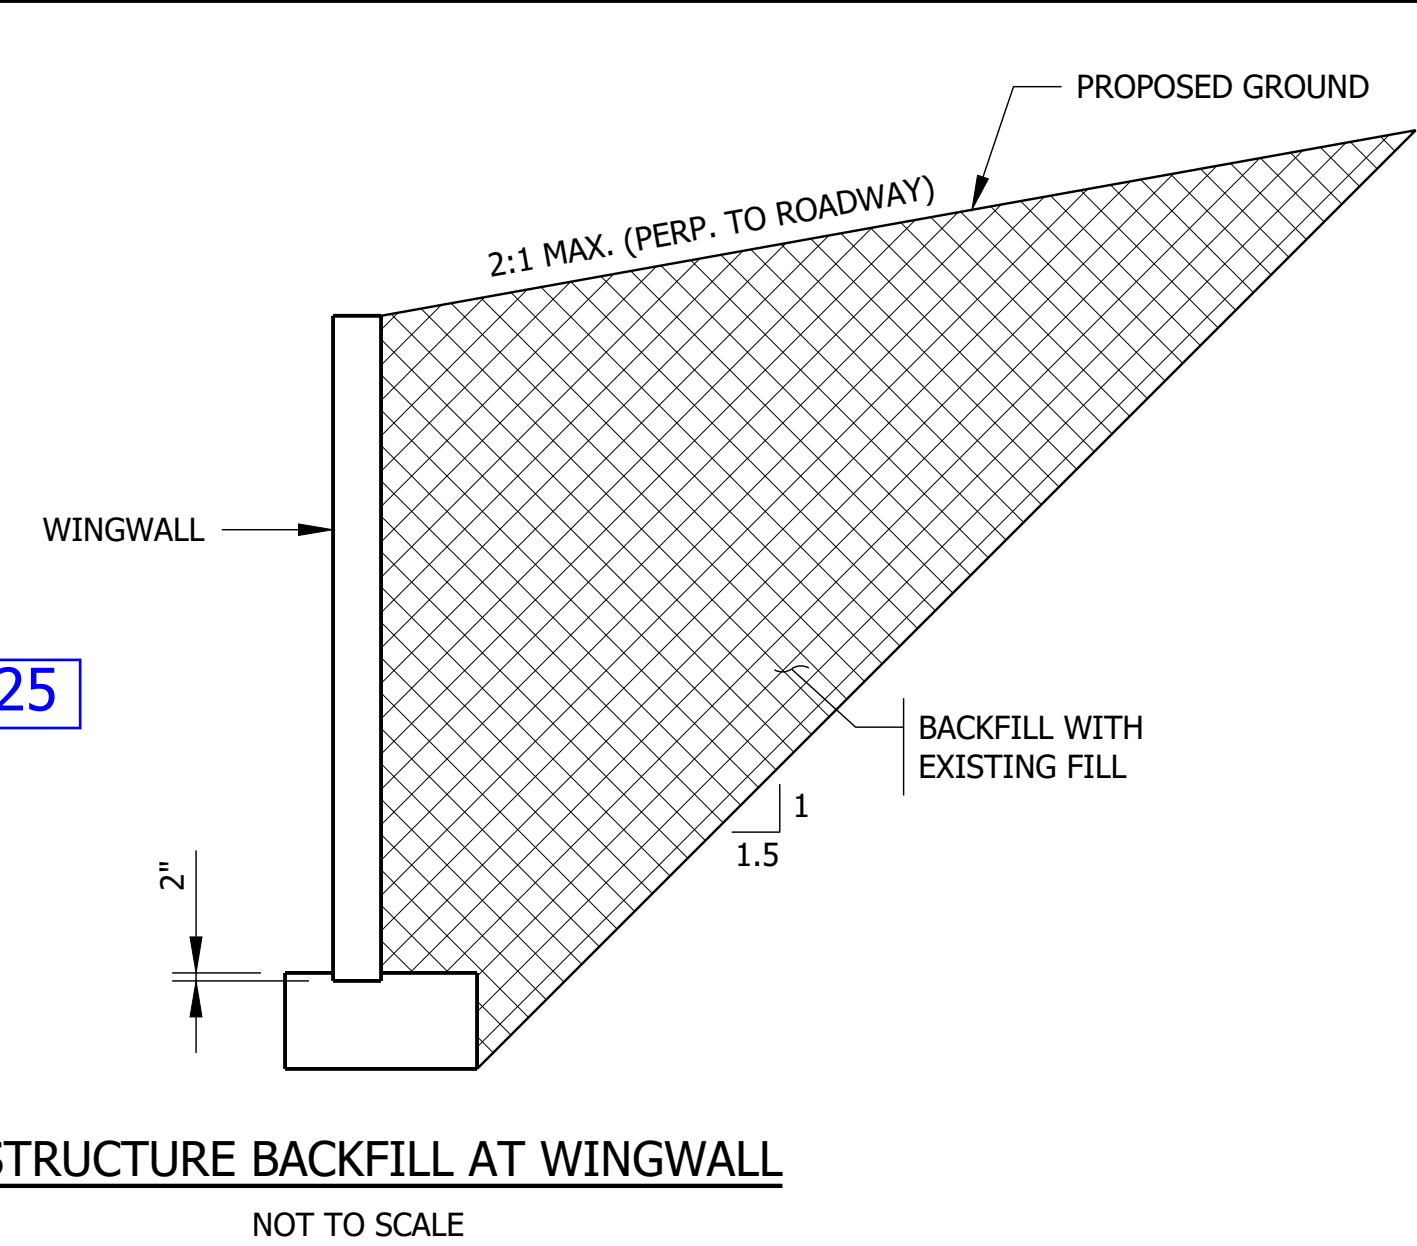 PROPOSED GROUND
2:1 MAX. (PERP. TO ROADWAY)
WINGWALL
25
BACKFILL WITH
EXISTING FILL
1
1.5
2"
STRUCTURE BACKFILL AT WINGWALL
NOT TO SCALE